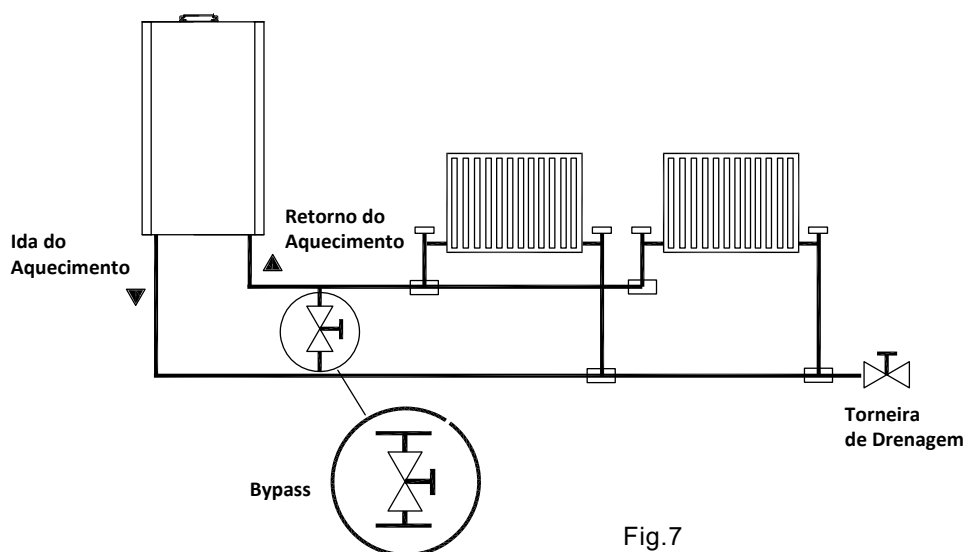 Ida do
Aquecimento
Retorno do
Aquecimento
Torneira
de Drenagem
Bypass
Fig.7